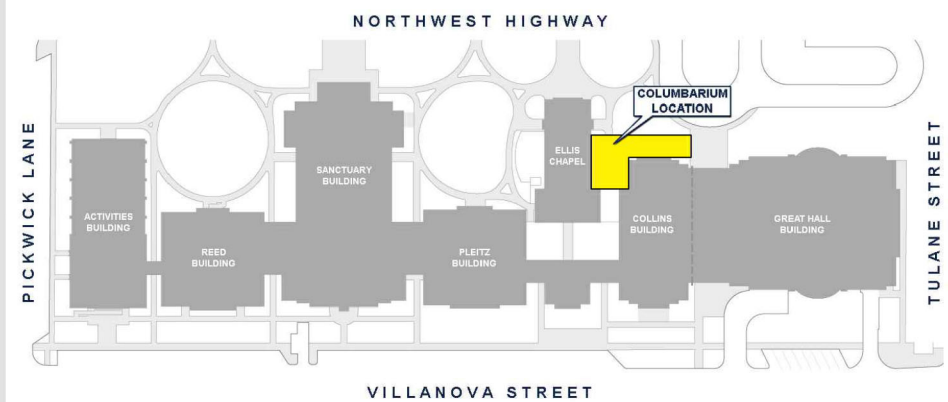 NORTHWEST HIGHWAY
COLUMBARIUM
LOCATION
PICKWICK LANE
TULANE STREET
ELLIS
CHAPEL
SANCTUARY
BUILDING
ACTIVITIES
BUILDING
COLLINS
BUILDING
GREAT HALL
BUILDING
REED
BUILDING
PLEITZ
BUILDING
VILLANOVA STREET